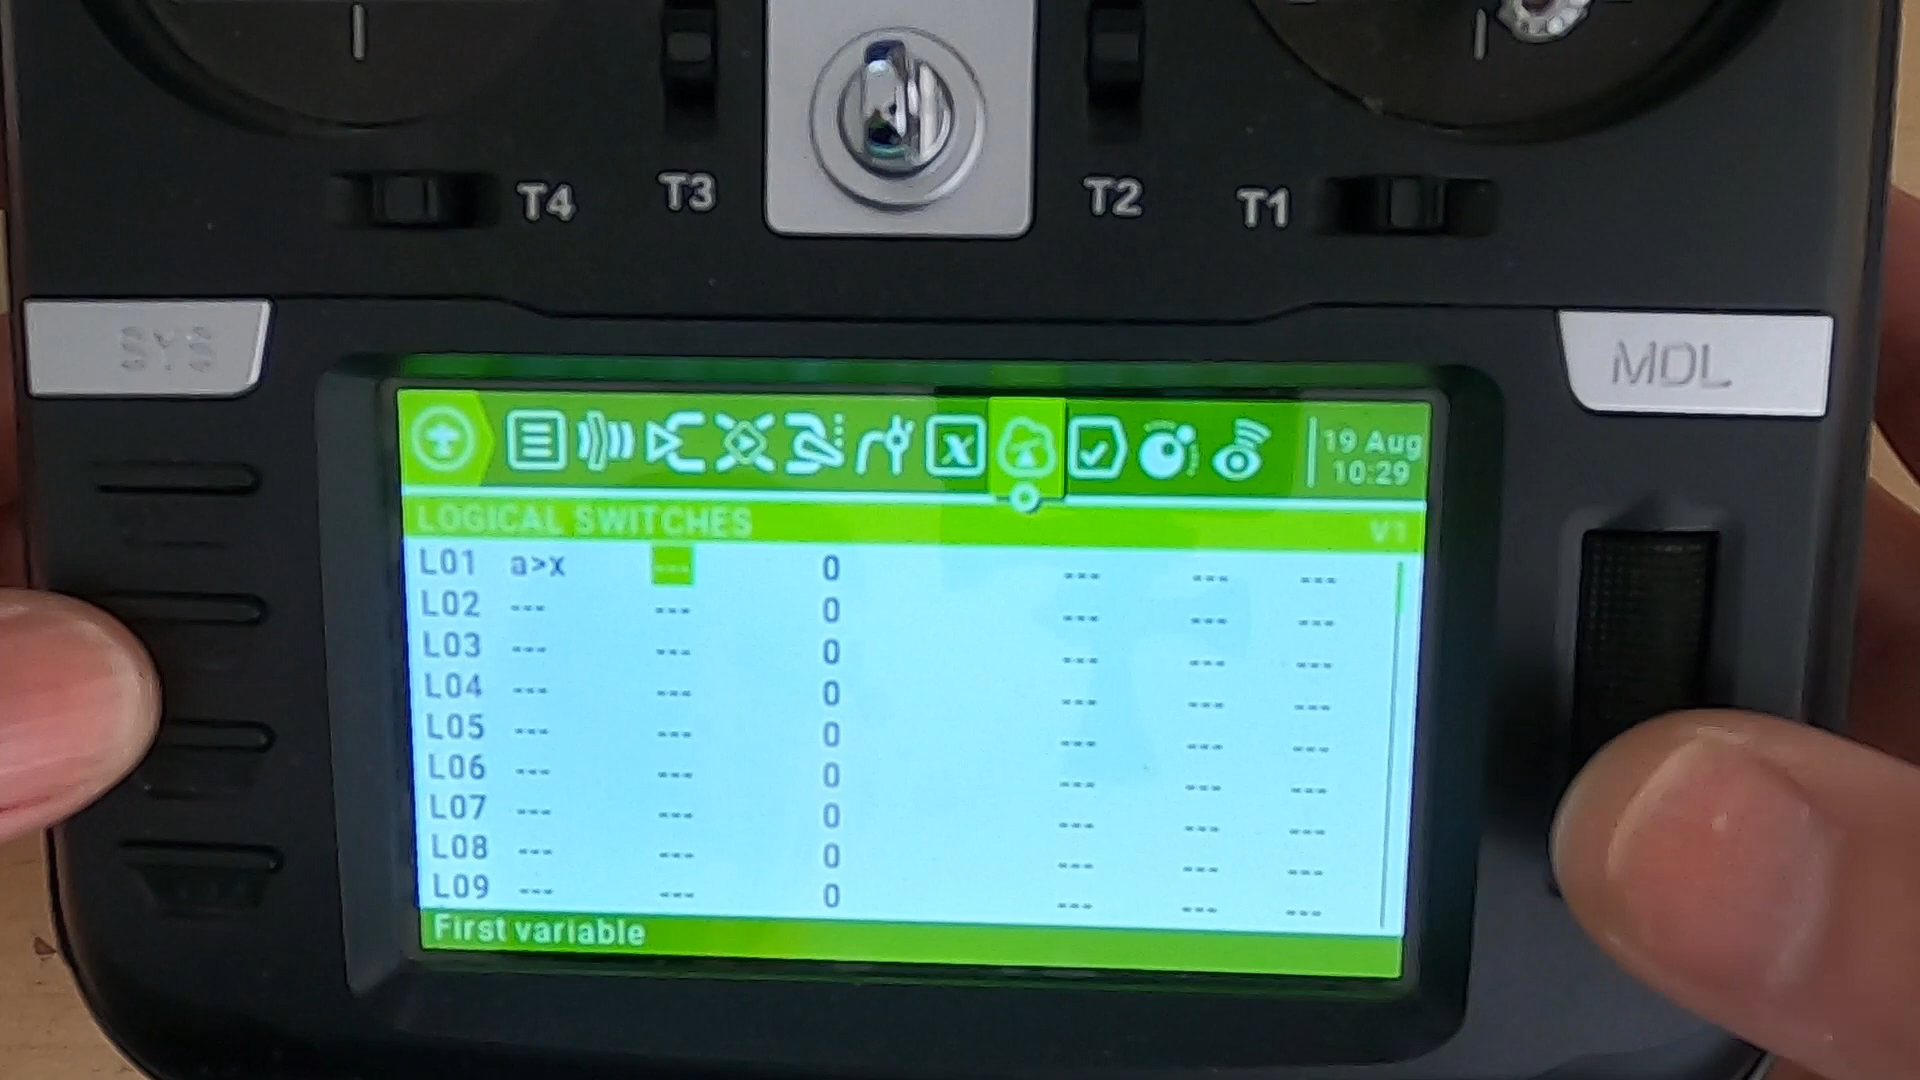 T4 T3 T2 T1
SYS
MDL
x
19 Aug
10:29
LOGICAL SWITCHES V1
L01 a>x --- 0 --- --- ---
L02 --- --- 0 --- --- ---
L03 --- --- 0 --- --- ---
L04 --- --- 0 --- --- ---
L05 --- --- 0 --- --- ---
L06 --- --- 0 --- --- ---
L07 --- --- 0 --- --- ---
L08 --- --- 0 --- --- ---
L09 --- --- 0 --- --- ---
First variable